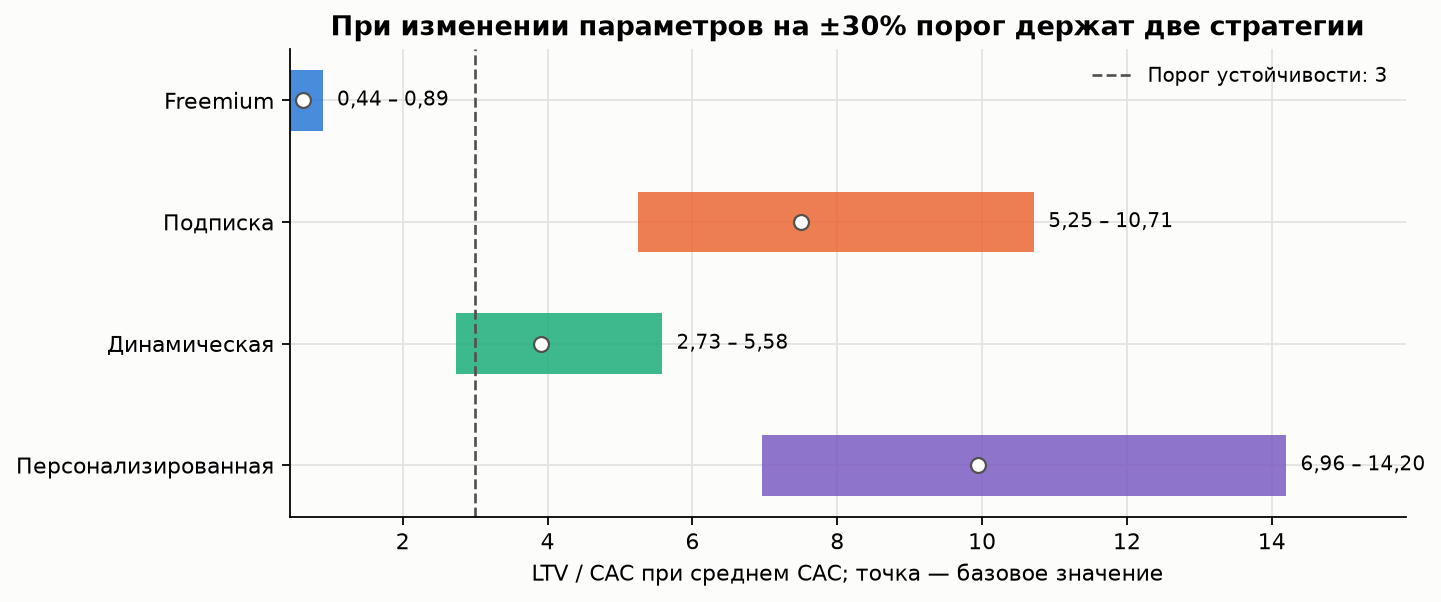 При изменении параметров на ±30% порог держат две стратегии
Порог устойчивости: 3
Freemium
0,44 – 0,89
Подписка
5,25 – 10,71
Динамическая
2,73 – 5,58
Персонализированная
6,96 – 14,20
2 4 6 8 10 12 14
LTV / CAC при среднем CAC; точка — базовое значение